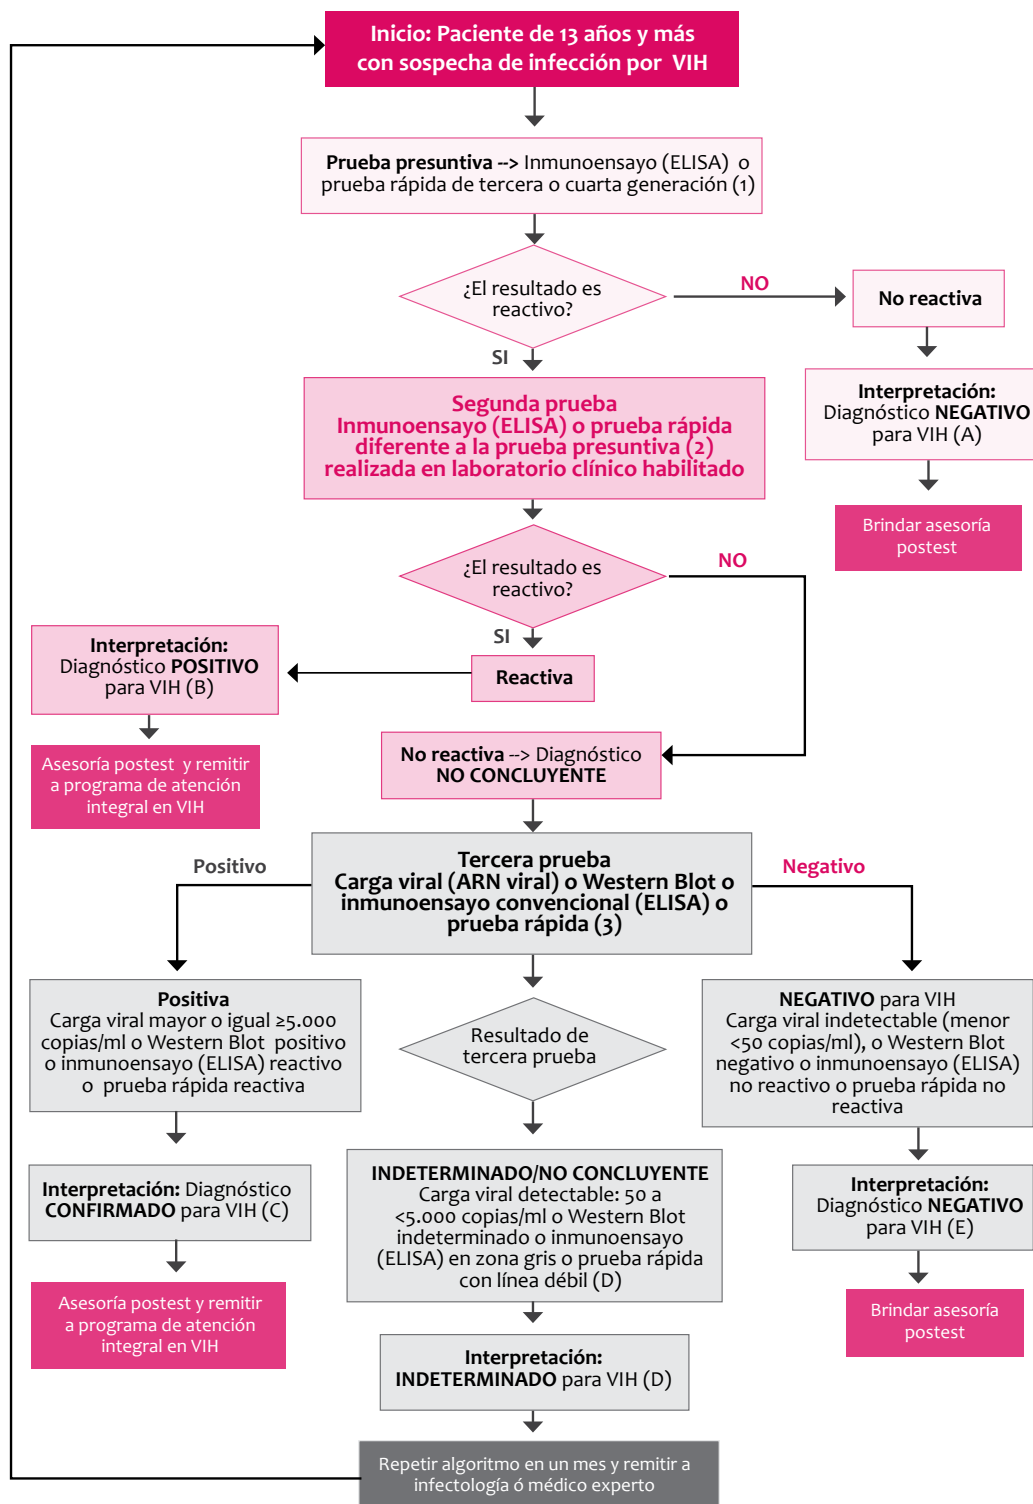 Inicio: Paciente de 13 años y más
con sospecha de infección por VIH
Prueba presuntiva --> Inmunoensayo (ELISA) o
prueba rápida de tercera o cuarta generación (1)
¿El resultado es
reactivo?
NO
No reactiva
SI
Interpretación:
Diagnóstico NEGATIVO
para VIH (A)
Brindar asesoría
postest
Segunda prueba
Inmunoensayo (ELISA) o prueba rápida
diferente a la prueba presuntiva (2)
realizada en laboratorio clínico habilitado
¿El resultado es
reactivo?
NO
SI
Reactiva
Interpretación:
Diagnóstico POSITIVO
para VIH (B)
Asesoría postest y remitir
a programa de atención
integral en VIH
No reactiva --> Diagnóstico
NO CONCLUYENTE
Positivo
Tercera prueba
Carga viral (ARN viral) o Western Blot o
inmunoensayo convencional (ELISA) o
prueba rápida (3)
Negativo
Positiva
Carga viral mayor o igual ≥5.000
copias/ml o Western Blot positivo
o inmunoensayo (ELISA) reactivo
o prueba rápida reactiva
Resultado de
tercera prueba
NEGATIVO para VIH
Carga viral indetectable (menor
<50 copias/ml), o Western Blot
negativo o inmunoensayo (ELISA)
no reactivo o prueba rápida no
reactiva
Interpretación: Diagnóstico
CONFIRMADO para VIH (C)
INDETERMINADO/NO CONCLUYENTE
Carga viral detectable: 50 a
<5.000 copias/ml o Western Blot
indeterminado o inmunoensayo
(ELISA) en zona gris o prueba rápida
con línea débil (D)
Interpretación:
Diagnóstico NEGATIVO
para VIH (E)
Asesoría postest y remitir
a programa de atención
integral en VIH
Brindar asesoría
postest
Interpretación:
INDETERMINADO para VIH (D)
Repetir algoritmo en un mes y remitir a
infectología ó médico experto